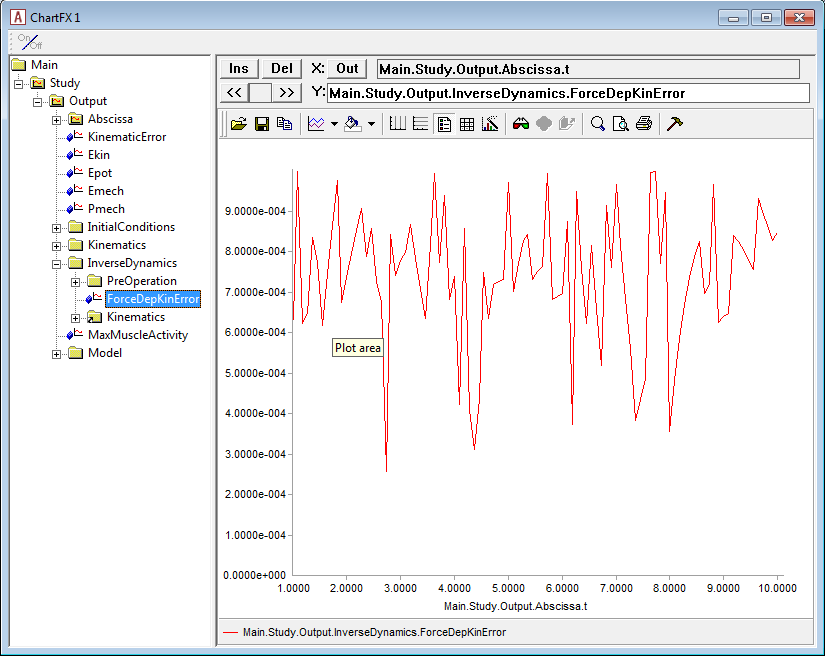 ChartFX 1
On/Off
Main
Study
Output
Abscissa
KinematicError
Ekin
Epot
Emech
Pmech
InitialConditions
Kinematics
InverseDynamics
PreOperation
ForceDepKinError
Kinematics
MaxMuscleActivity
Model
Ins Del X: Out Main.Study.Output.Abscissa.t
<< >> Y: Main.Study.Output.InverseDynamics.ForceDepKinError
9.0000e-004
8.0000e-004
7.0000e-004
6.0000e-004
Plot area
5.0000e-004
4.0000e-004
3.0000e-004
2.0000e-004
1.0000e-004
0.0000e+000
1.0000 2.0000 3.0000 4.0000 5.0000 6.0000 7.0000 8.0000 9.0000 10.0000
Main.Study.Output.Abscissa.t
Main.Study.Output.InverseDynamics.ForceDepKinError